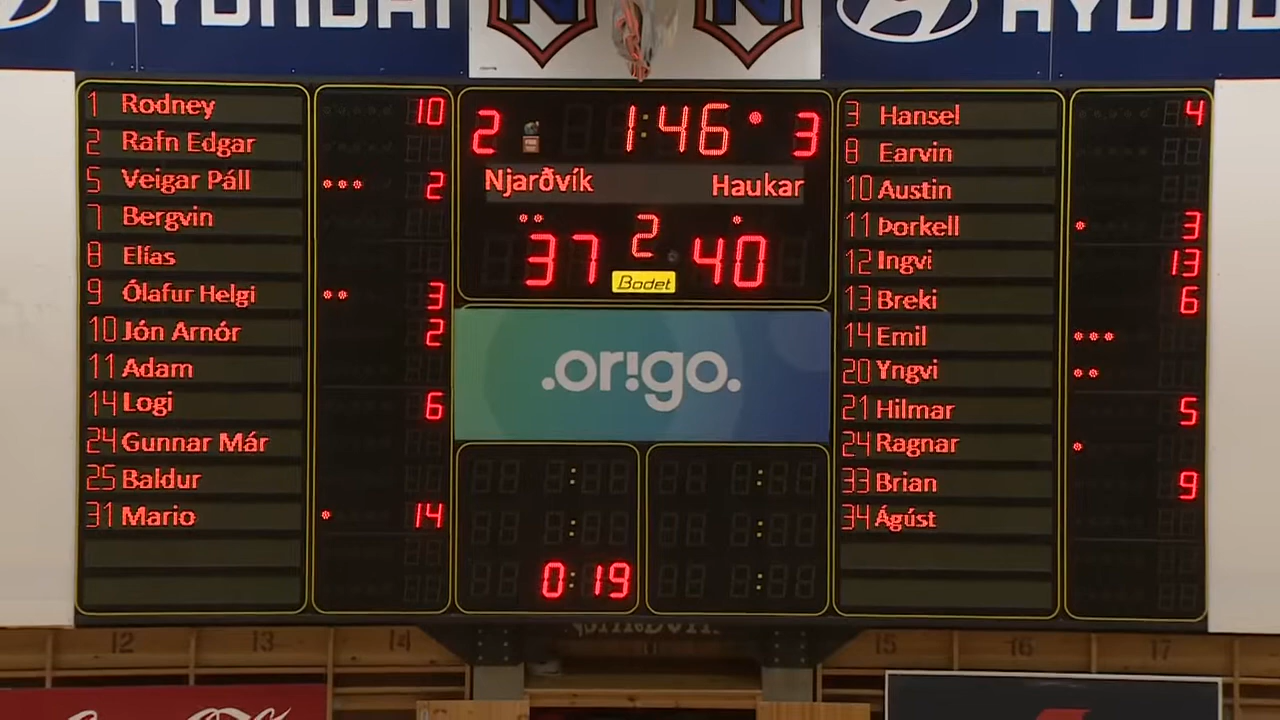 HYUNDAI
N
N
HYUND
1 Rodney 10
2 Rafn Edgar
5 Veigar Páll 2
7 Bergvin
8 Elías
9 Ólafur Helgi 3
10 Jón Arnór 2
11 Adam
14 Logi 6
24 Gunnar Már
25 Baldur
31 Mario 14
2 1:46 3
Njarðvík Haukar
2
37 40
Bodet
.origo.
0:19
3 Hansel 4
8 Earvin
10 Austin
11 Þorkell 3
12 Ingvi 13
13 Breki 6
14 Emil
20 Yngvi
21 Hilmar 5
24 Ragnar
33 Brian 9
34 Ágúst
12 13 14 15 16 17